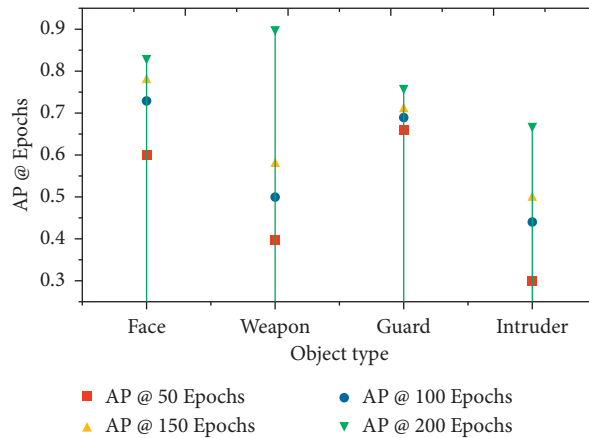 0.9
0.8
0.7
0.6
0.5
0.4
0.3
AP @ Epochs
Face Weapon Guard Intruder
Object type
AP @ 50 Epochs AP @ 100 Epochs
AP @ 150 Epochs AP @ 200 Epochs